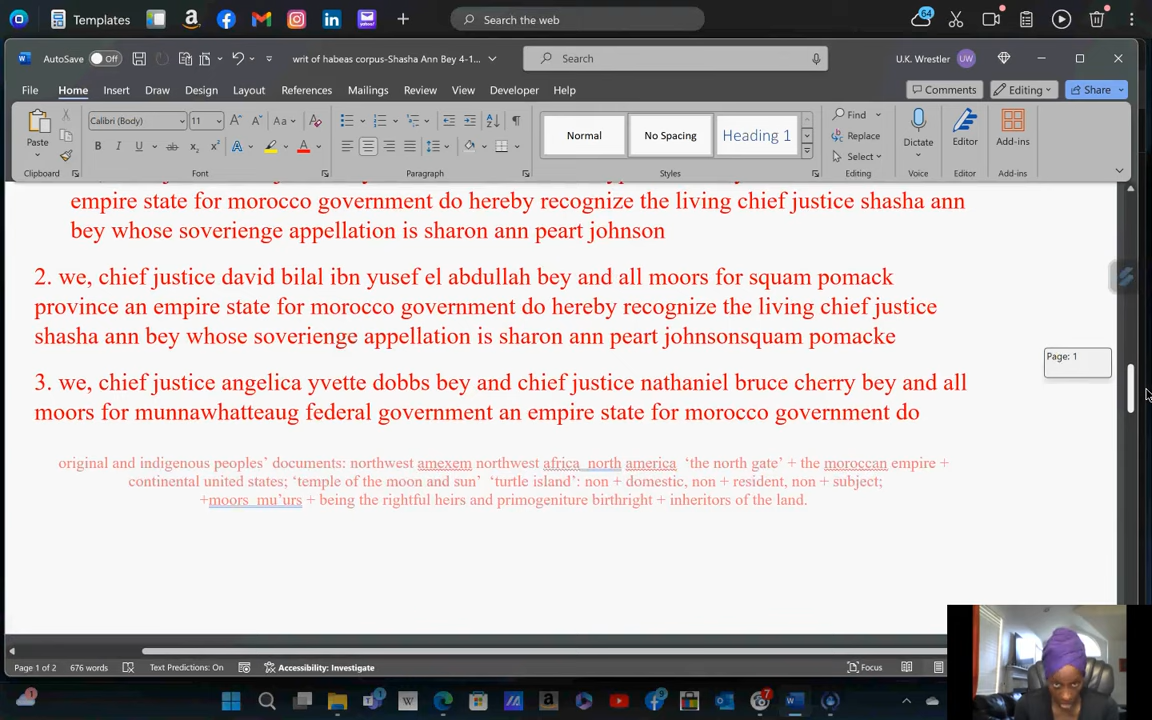 Templates
Search the web
64
AutoSave Off
writ of habeas corpus-Shasha Ann Bey 4-1...
Search
U.K. Wrestler
UW
File Home Insert Draw Design Layout References Mailings Review View Developer Help
Comments Editing Share
Paste
Calibri (Body) 11
Normal
No Spacing
Heading 1
Find
Replace
Select
Dictate
Editor
Add-ins
Clipboard Font Paragraph Styles Editing Voice Editor Add-ins
empire state for morocco government do hereby recognize the living chief justice shasha ann
bey whose soverienge appellation is sharon ann peart johnson
2. we, chief justice david bilal ibn yusef el abdullah bey and all moors for squam pomack
province an empire state for morocco government do hereby recognize the living chief justice
shasha ann bey whose soverienge appellation is sharon ann peart johnsonsquam pomacke
Page: 1
3. we, chief justice angelica yvette dobbs bey and chief justice nathaniel bruce cherry bey and all
moors for munnawhatteaug federal government an empire state for morocco government do
original and indigenous peoples' documents: northwest amexem northwest africa north america 'the north gate' + the moroccan empire +
continental united states; 'temple of the moon and sun' 'turtle island': non + domestic, non + resident, non + subject;
+moors mu'urs + being the rightful heirs and primogeniture birthright + inheritors of the land.
Page 1 of 2 676 words Text Predictions: On Accessibility: Investigate Focus